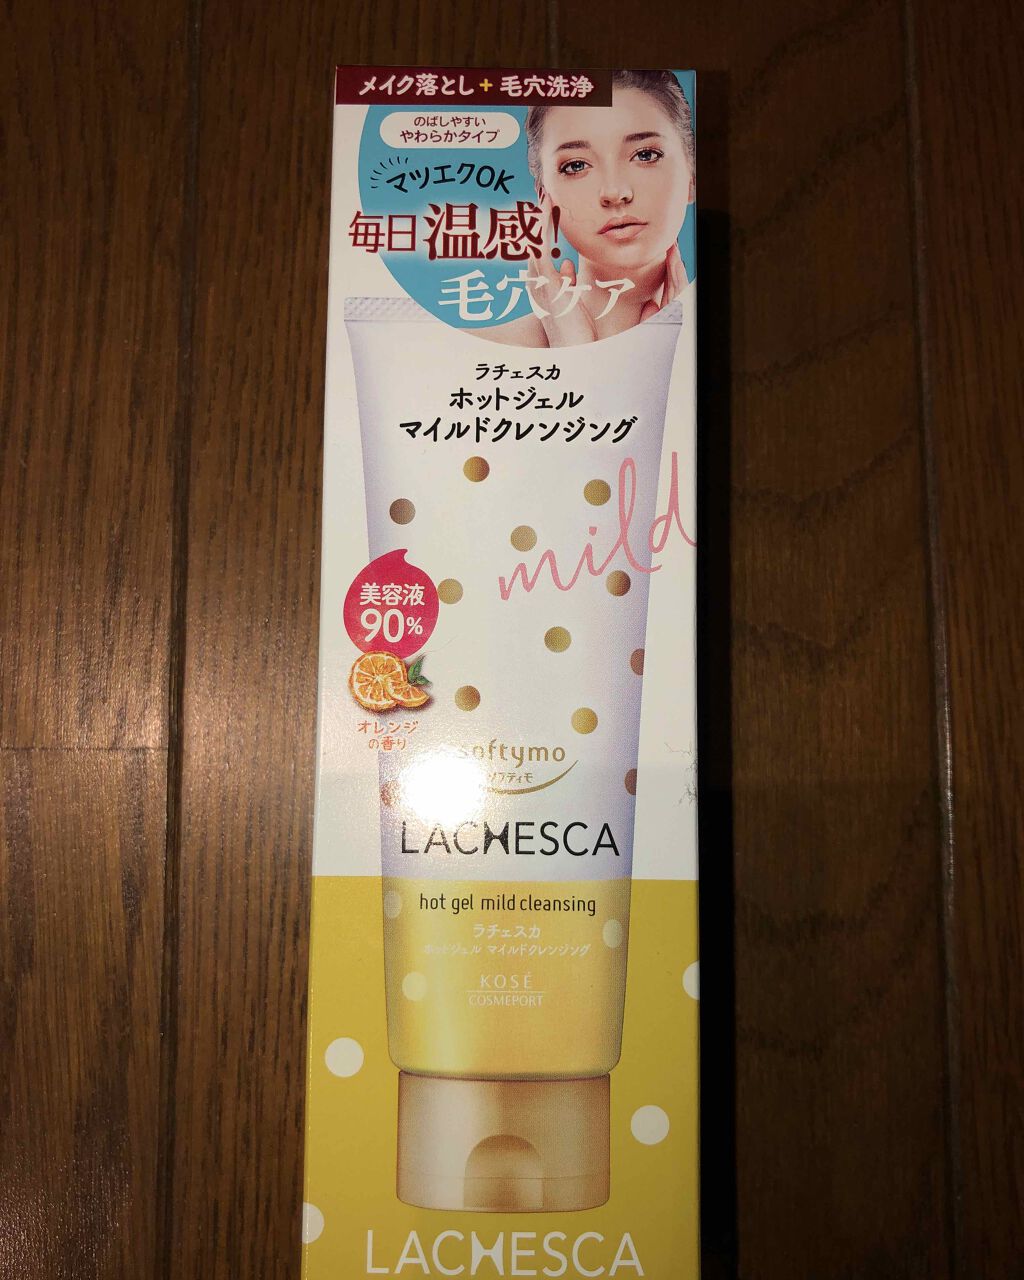 メイク落とし+毛穴洗浄
のばしやすい
やわらかタイプ
マツエクOK
毎日温感!
毛穴ケア
ラチェスカ
ホットジェル
マイルドクレンジング
mild
美容液
90%
オレンジ
の香り
softymo
ソフティモ
LACHESCA
hot gel mild cleansing
ラチェスカ
ホットジェル マイルドクレンジング
KOSÉ
COSMEPORT
LACHESCA